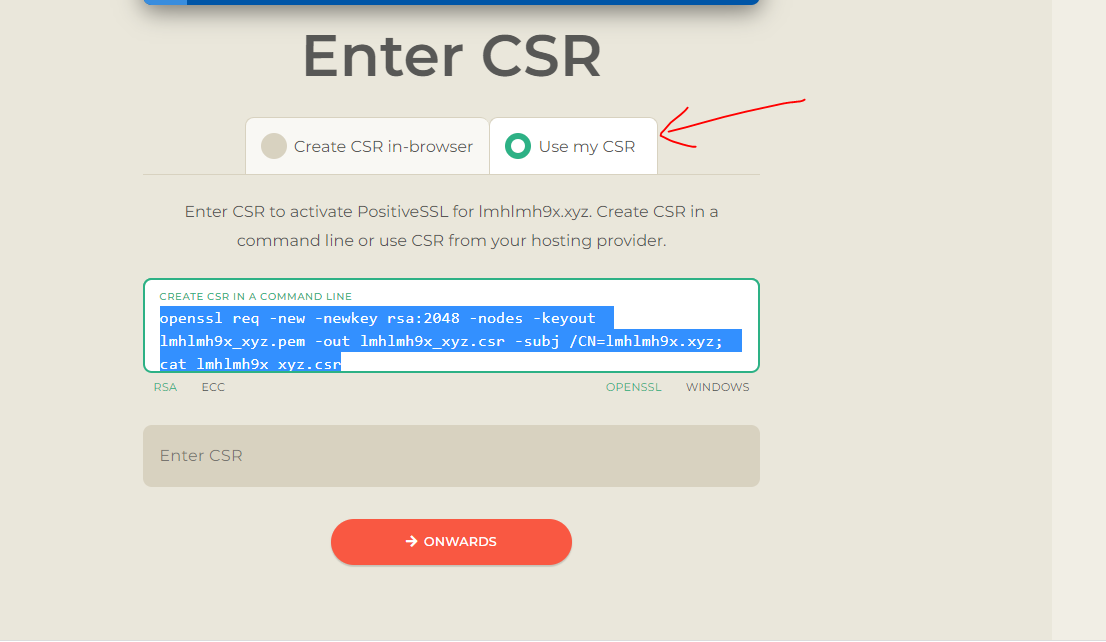 Enter CSR
Create CSR in-browser Use my CSR
Enter CSR to activate PositiveSSL for lmhlmh9x.xyz. Create CSR in a
command line or use CSR from your hosting provider.
CREATE CSR IN A COMMAND LINE
openssl req -new -newkey rsa:2048 -nodes -keyout
lmhlmh9x_xyz.pem -out lmhlmh9x_xyz.csr -subj /CN=lmhlmh9x.xyz;
cat lmhlmh9x_xyz.csr
RSA ECC OPENSSL WINDOWS
Enter CSR
ONWARDS